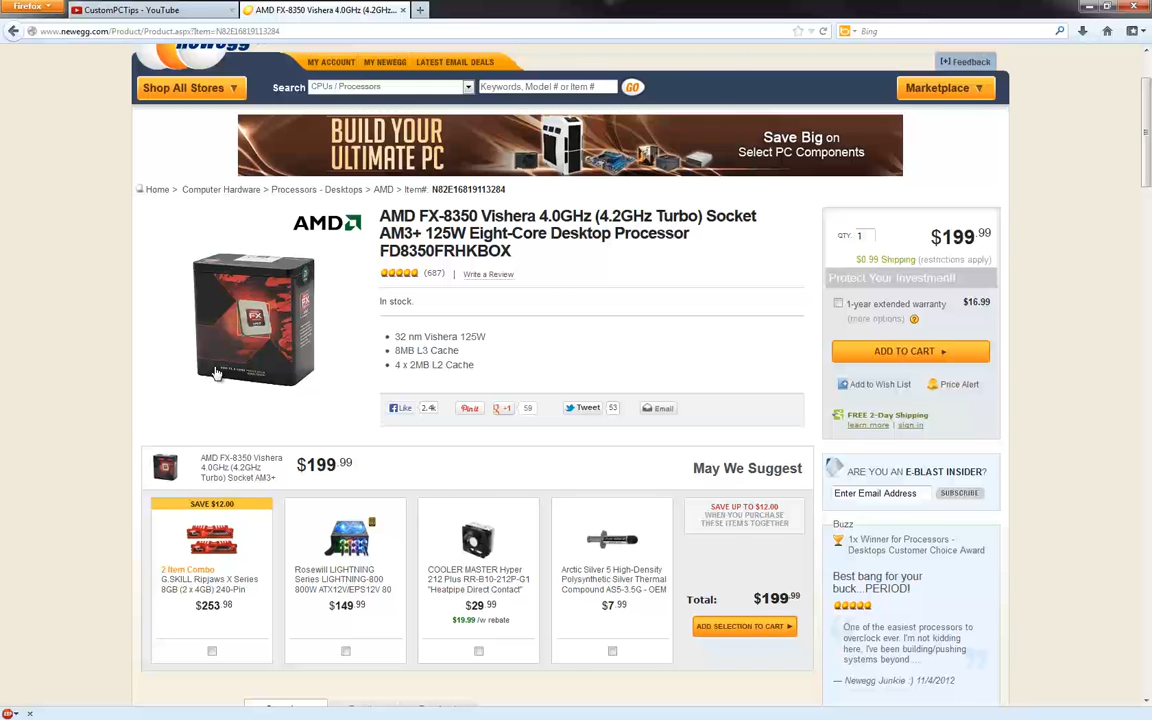 Firefox
CustomPCTips - YouTube
AMD FX-8350 Vishera 4.0GHz (4.2GHz...
www.newegg.com/Product/Product.aspx?Item=N82E16819113284
Bing
newegg
MY ACCOUNT MY NEWEGG LATEST EMAIL DEALS
[+] Feedback
Shop All Stores
Search
CPUs / Processors
Keywords, Model # or Item #
GO
Marketplace
BUILD YOUR
ULTIMATE PC
Save Big on
Select PC Components
Home > Computer Hardware > Processors - Desktops > AMD > Item#: N82E16819113284
AMD
AMD FX-8350 Vishera 4.0GHz (4.2GHz Turbo) Socket
AM3+ 125W Eight-Core Desktop Processor
FD8350FRHKBOX
(687) | Write a Review
In stock.
32 nm Vishera 125W
8MB L3 Cache
4 x 2MB L2 Cache
Like 2.4k Pin it +1 59 Tweet 53 Email
QTY: 1 $199.99
$0.99 Shipping (restrictions apply)
Protect Your Investment!
1-year extended warranty $16.99
(more options)
ADD TO CART
Add to Wish List Price Alert
FREE 2-Day Shipping
learn more | sign in
AMD FX-8350 Vishera
4.0GHz (4.2GHz
Turbo) Socket AM3+
$199.99
May We Suggest
SAVE $12.00
2 Item Combo
G.SKILL Ripjaws X Series
8GB (2 x 4GB) 240-Pin
$253.98
Rosewill LIGHTNING
Series LIGHTNING-800
800W ATX12V/EPS12V 80
$149.99
COOLER MASTER Hyper
212 Plus RR-B10-212P-G1
"Heatpipe Direct Contact"
$29.99
$19.99 /w rebate
Arctic Silver 5 High-Density
Polysynthetic Silver Thermal
Compound AS5-3.5G - OEM
$7.99
SAVE UP TO $12.00
WHEN YOU PURCHASE
THESE ITEMS TOGETHER
Total: $199.99
ADD SELECTION TO CART
ARE YOU AN E-BLAST INSIDER?
Enter Email Address SUBSCRIBE
Buzz
1x Winner for Processors -
Desktops Customer Choice Award
Best bang for your
buck...PERIOD!
One of the easiest processors to
overclock ever. I'm not kidding
here, I've been building/pushing
systems beyond ...
— Newegg Junkie :) 11/4/2012